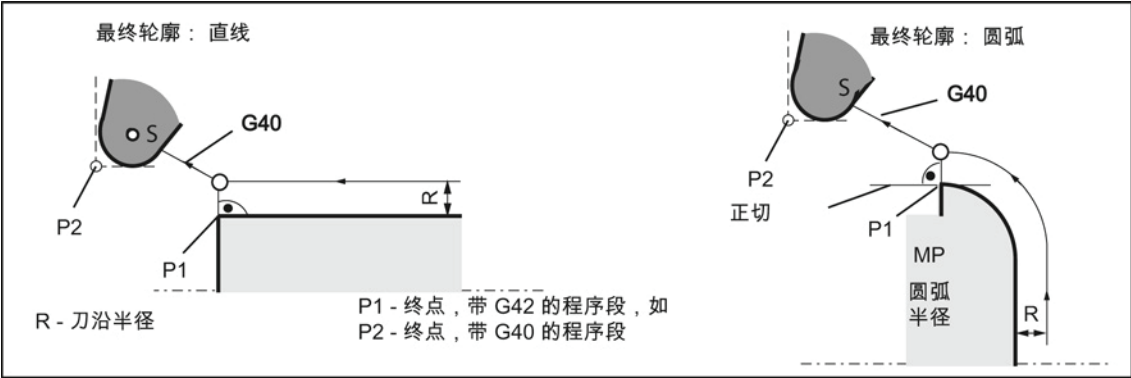 最终轮廓： 直线
S
G40
R
P2
P1
R - 刀沿半径
P1 - 终点，带 G42 的程序段，如
P2 - 终点，带 G40 的程序段
最终轮廓： 圆弧
S
G40
P2
正切
P1
MP
圆弧
半径
R